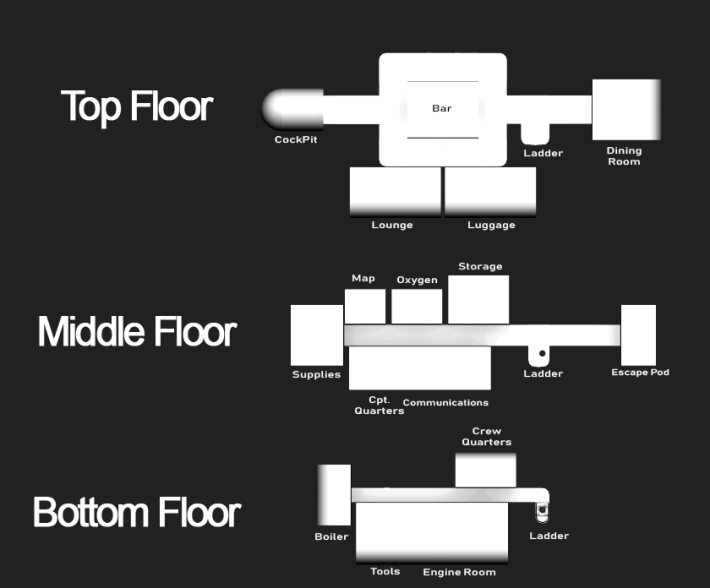 Top Floor
Bar
CockPit
Ladder
Dining
Room
Lounge
Luggage
Storage
Map
Oxygen
Middle Floor
Supplies
Ladder
Escape Pod
Cpt.
Quarters
Communications
Crew
Quarters
Bottom Floor
Boiler
Ladder
Tools
Engine Room